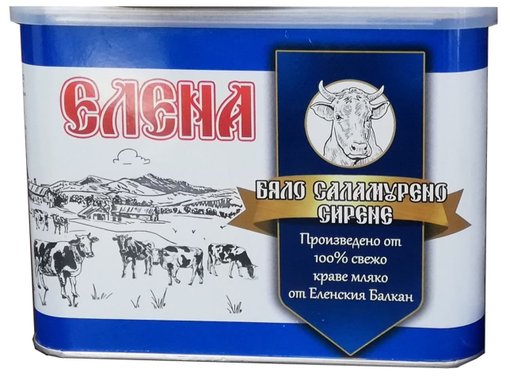 ЕЛЕНА
БЯЛО САЛАМУРЕНО
СИРЕНЕ
Произведено от
100% свежо
краве мляко
от Еленския Балкан